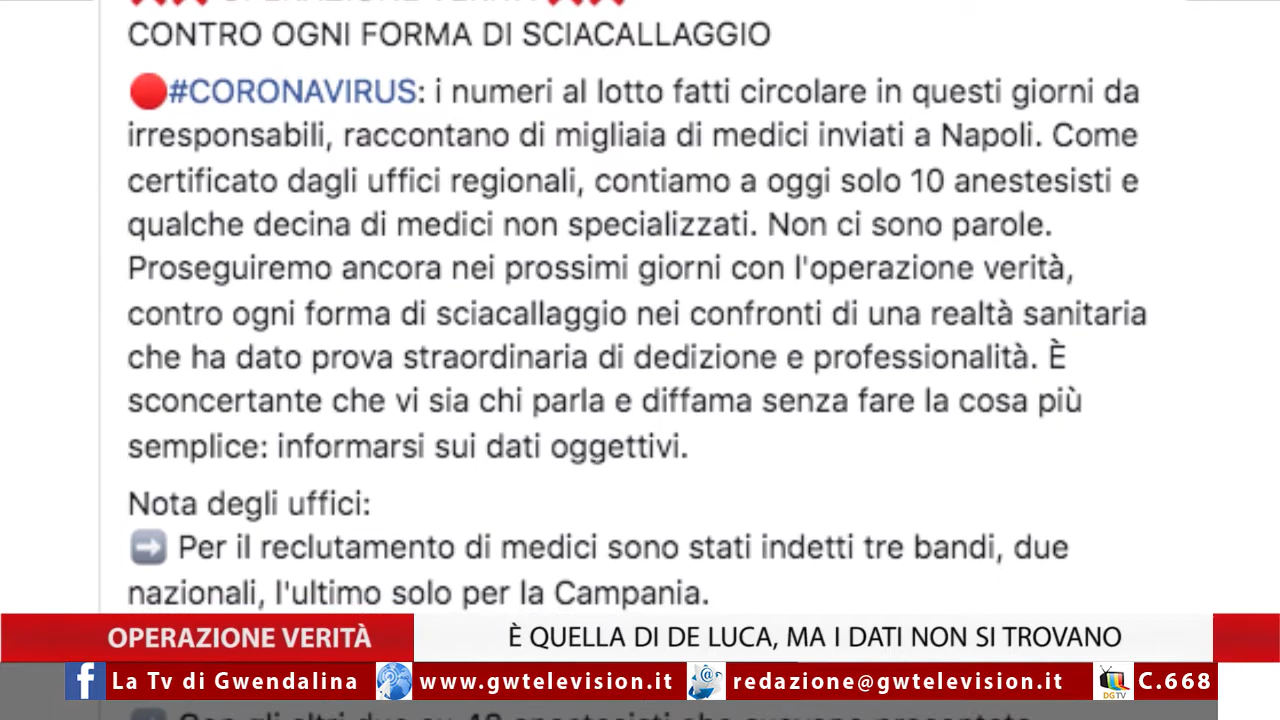 OPERAZIONE VERITÀ
CONTRO OGNI FORMA DI SCIACALLAGGIO
#CORONAVIRUS: i numeri al lotto fatti circolare in questi giorni da
irresponsabili, raccontano di migliaia di medici inviati a Napoli. Come
certificato dagli uffici regionali, contiamo a oggi solo 10 anestesisti e
qualche decina di medici non specializzati. Non ci sono parole.
Proseguiremo ancora nei prossimi giorni con l'operazione verità,
contro ogni forma di sciacallaggio nei confronti di una realtà sanitaria
che ha dato prova straordinaria di dedizione e professionalità. È
sconcertante che vi sia chi parla e diffama senza fare la cosa più
semplice: informarsi sui dati oggettivi.
Nota degli uffici:
Per il reclutamento di medici sono stati indetti tre bandi, due
nazionali, l'ultimo solo per la Campania.
OPERAZIONE VERITÀ
È QUELLA DI DE LUCA, MA I DATI NON SI TROVANO
f La Tv di Gwendalina
www.gwtelevision.it
redazione@gwtelevision.it
DGTV
C.668